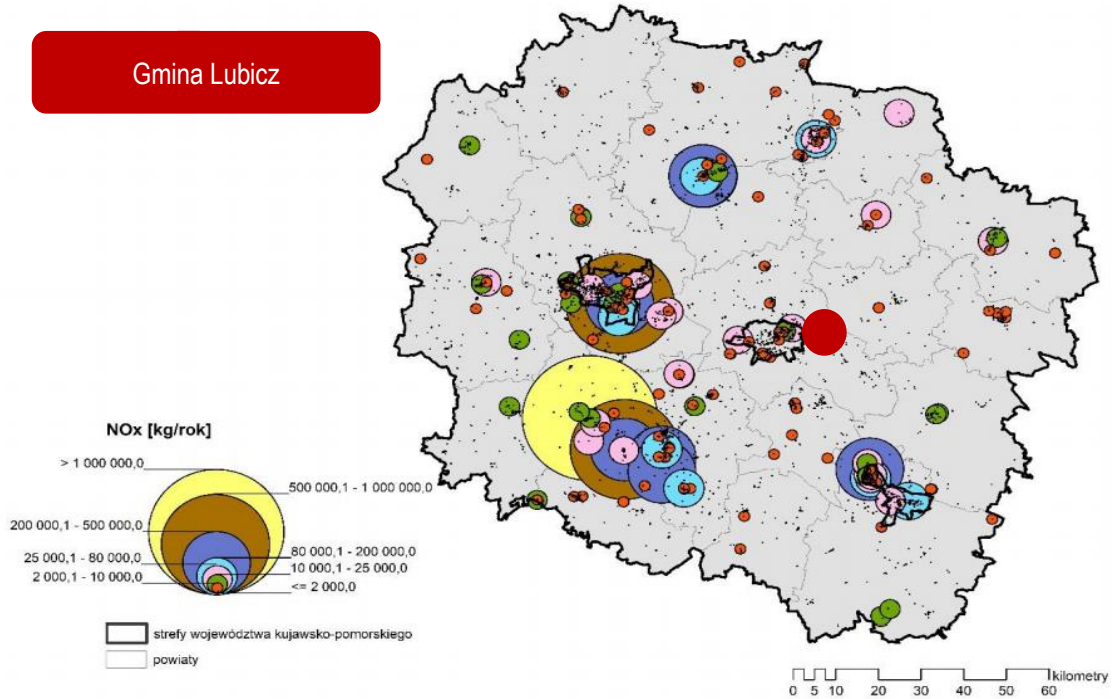 Gmina Lubicz
NOx [kg/rok]
> 1 000 000,0
500 000,1 - 1 000 000,0
200 000,1 - 500 000,0
80 000,1 - 200 000,0
25 000,1 - 80 000,0
10 000,1 - 25 000,0
2 000,1 - 10 000,0
<= 2 000,0
strefy województwa kujawsko-pomorskiego
powiaty
kilometry
0 5 10 20 30 40 50 60